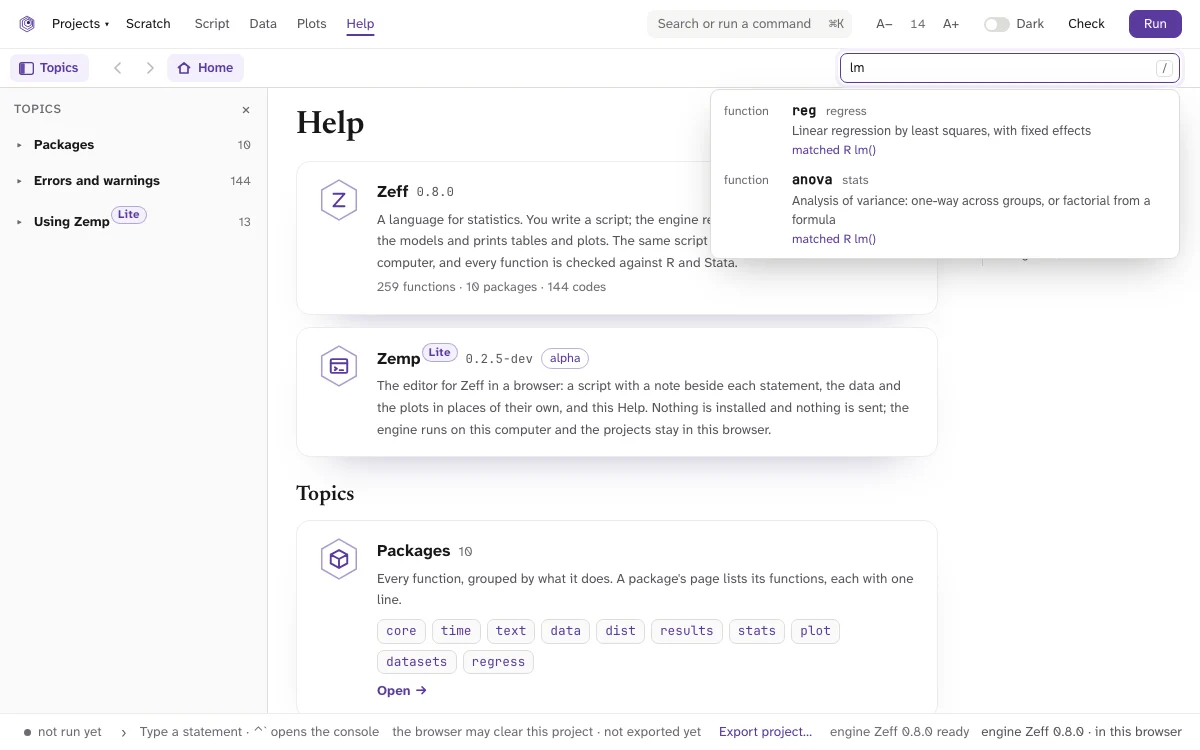 Projects ▾ Scratch Script Data Plots Help Search or run a command ⌘K A– 14 A+ Dark Check Run
Topics Home lm /
TOPICS ×
Packages 10
Errors and warnings 144
Using Zemp Lite 13
function reg regress
Linear regression by least squares, with fixed effects
matched R lm()
function anova stats
Analysis of variance: one-way across groups, or factorial from a
formula
matched R lm()
Help
Zeff 0.8.0
A language for statistics. You write a script; the engine
the models and prints tables and plots. The same script
computer, and every function is checked against R and Stata.
259 functions · 10 packages · 144 codes
Zemp Lite 0.2.5-dev alpha
The editor for Zeff in a browser: a script with a note beside each statement, the data and
the plots in places of their own, and this Help. Nothing is installed and nothing is sent; the
engine runs on this computer and the projects stay in this browser.
Topics
Packages 10
Every function, grouped by what it does. A package's page lists its functions, each with one
line.
core time text data dist results stats plot
datasets regress
Open →
● not run yet › Type a statement · ^` opens the console the browser may clear this project · not exported yet Export project... engine Zeff 0.8.0 ready engine Zeff 0.8.0 · in this browser